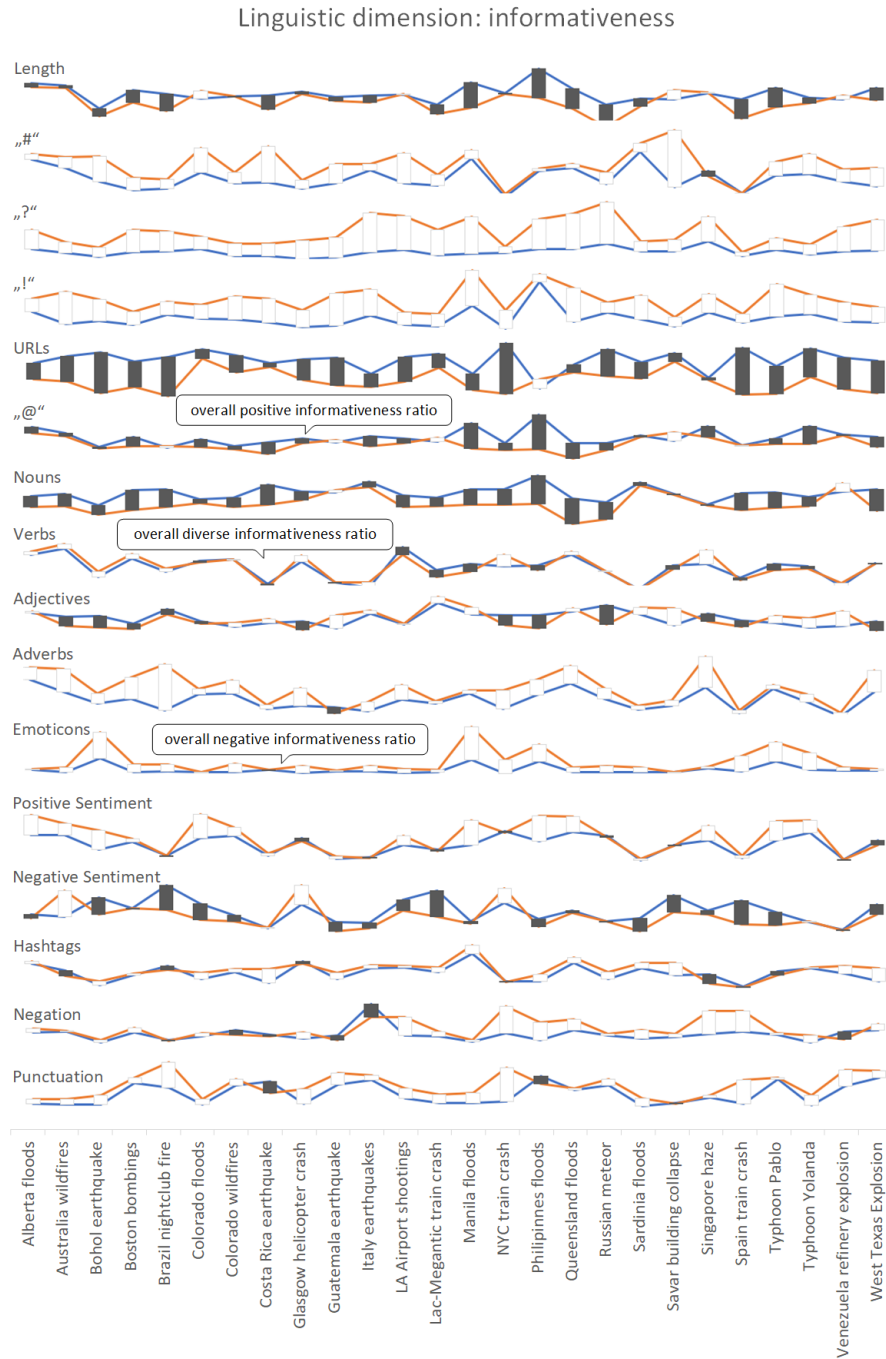 Linguistic dimension: informativeness
Length
„#“
„?“
„!“
URLs
overall positive informativeness ratio
„@“
Nouns
overall diverse informativeness ratio
Verbs
Adjectives
Adverbs
Emoticons
overall negative informativeness ratio
Positive Sentiment
Negative Sentiment
Hashtags
Negation
Punctuation
Alberta floods
Australia wildfires
Bohol earthquake
Boston bombings
Brazil nightclub fire
Colorado floods
Colorado wildfires
Costa Rica earthquake
Glasgow helicopter crash
Guatemala earthquake
Italy earthquakes
LA Airport shootings
Lac-Megantic train crash
Manila floods
NYC train crash
Philipinnes floods
Queensland floods
Russian meteor
Sardinia floods
Savar building collapse
Singapore haze
Spain train crash
Typhoon Pablo
Typhoon Yolanda
Venezuela refinery explosion
West Texas Explosion